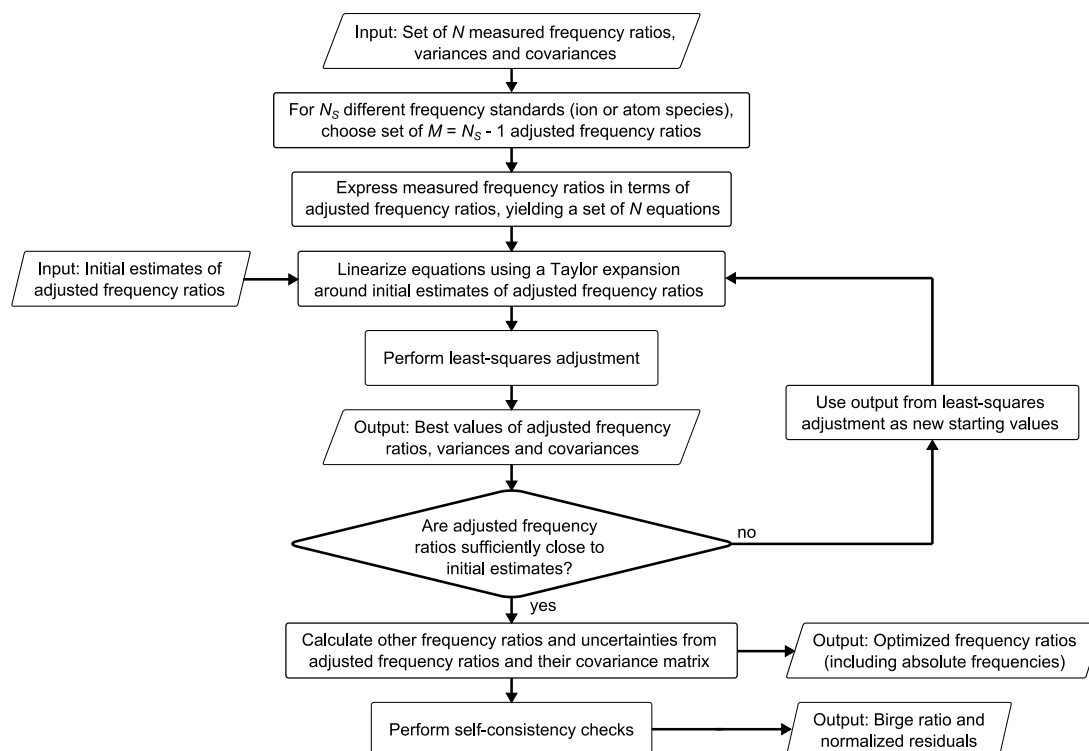 Input: Set of N measured frequency ratios,
variances and covariances
For N_S different frequency standards (ion or atom species),
choose set of M = N_S - 1 adjusted frequency ratios
Express measured frequency ratios in terms of
adjusted frequency ratios, yielding a set of N equations
Input: Initial estimates of
adjusted frequency ratios
Linearize equations using a Taylor expansion
around initial estimates of adjusted frequency ratios
Perform least-squares adjustment
Use output from least-squares
adjustment as new starting values
Output: Best values of adjusted frequency
ratios, variances and covariances
Are adjusted frequency
ratios sufficiently close to
initial estimates?
no
yes
Calculate other frequency ratios and uncertainties from
adjusted frequency ratios and their covariance matrix
Output: Optimized frequency ratios
(including absolute frequencies)
Perform self-consistency checks
Output: Birge ratio and
normalized residuals